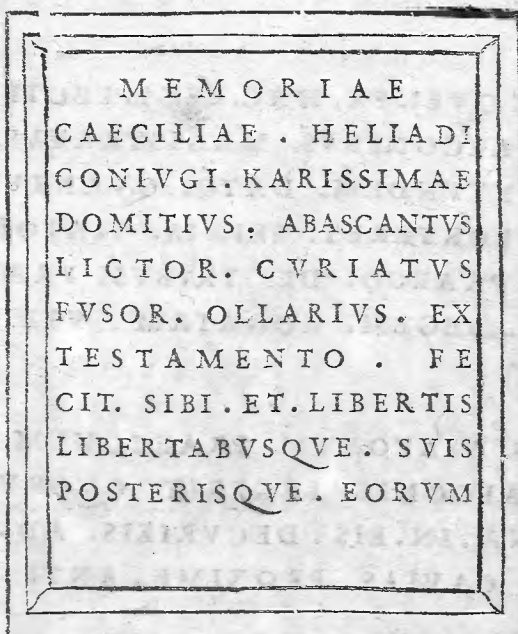 MEMORIAE
CAECILIAE . HELIADI
CONIVGI. KARISSIMAE
DOMITIVS. ABASCANTVS
LICTOR. CVRIATVS
FVSOR. OLLARIVS. EX
TESTAMENTO . FE
CIT. SIBI. ET. LIBERTIS
LIBERTABVSQVE. SVIS
POSTERISQVE. EORVM